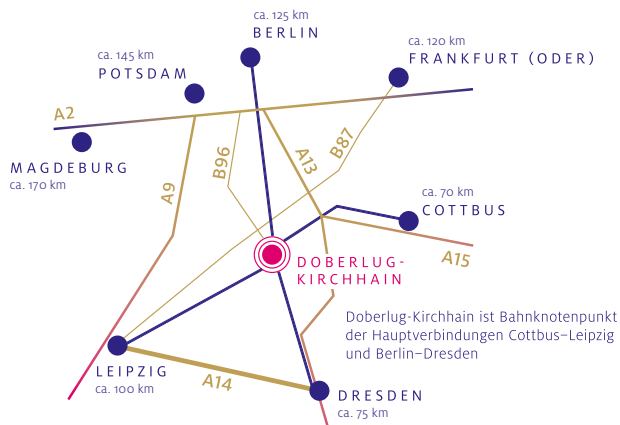 ca. 125 km
BERLIN
ca. 120 km
FRANKFURT (ODER)
ca. 145 km
POTSDAM
A2
MAGDEBURG
ca. 170 km
B96
A13
B87
A9
ca. 70 km
COTTBUS
A15
DOBERLUG-
KIRCHHAIN
Doberlug-Kirchhain ist Bahnknotenpunkt
der Hauptverbindungen Cottbus–Leipzig
und Berlin–Dresden
LEIPZIG
ca. 100 km
A14
DRESDEN
ca. 75 km